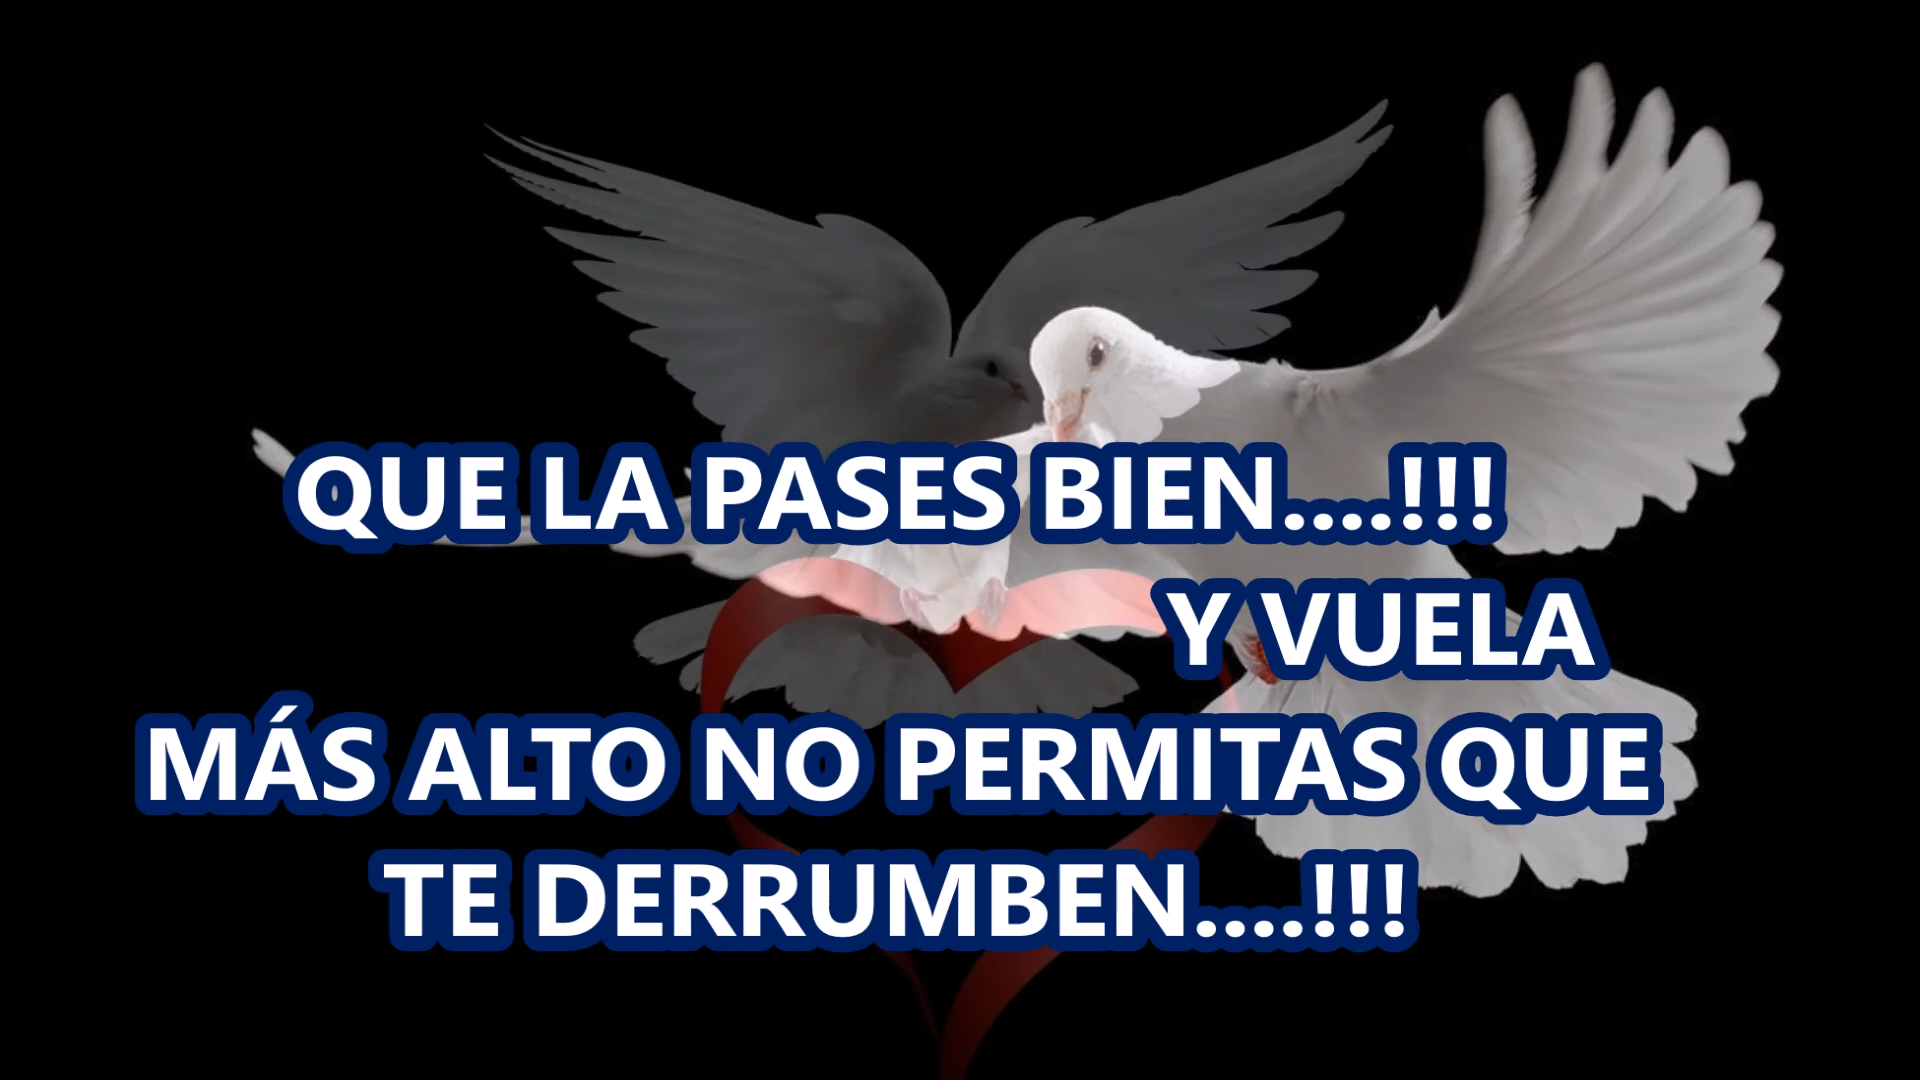 QUE LA PASES BIEN....!!!
Y VUELA
MÁS ALTO NO PERMITAS QUE
TE DERRUMBEN....!!!